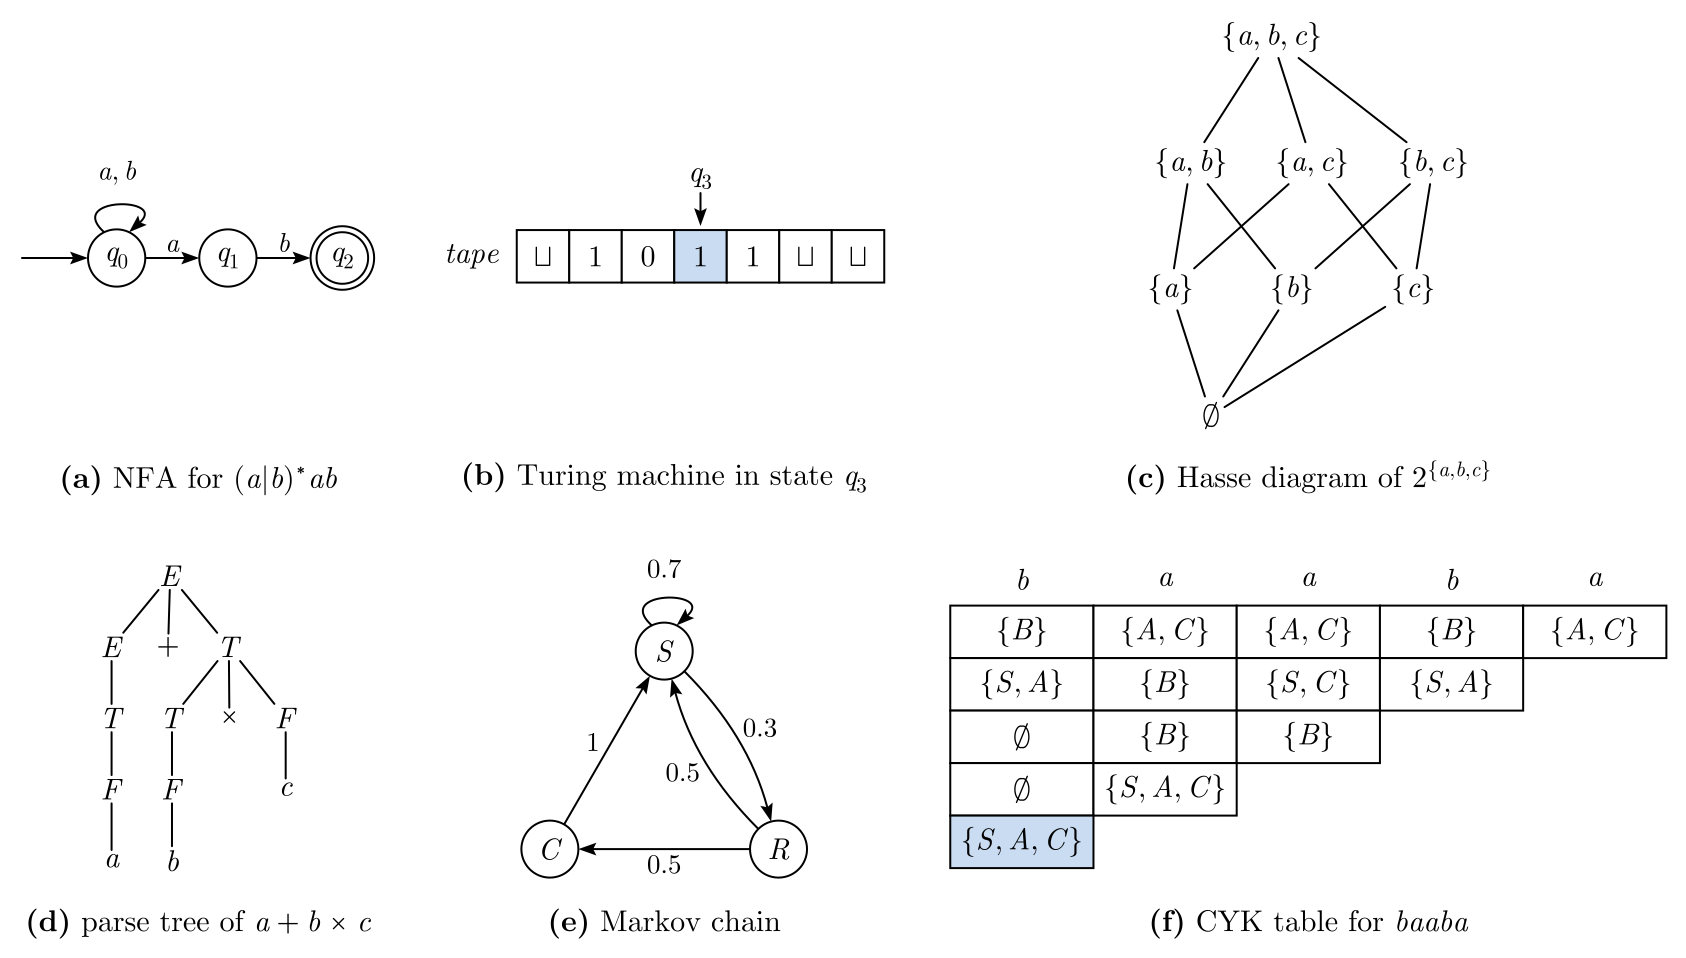 a, b
q₀ a q₁ b q₂
(a) NFA for (a|b)*ab
q₃
tape ⊔ 1 0 1 1 ⊔ ⊔
(b) Turing machine in state q₃
{a, b, c}
{a, b} {a, c} {b, c}
{a} {b} {c}
∅
(c) Hasse diagram of 2^{a,b,c}
E
E + T
T T × F
F F c
a b
(d) parse tree of a + b × c
0.7
S
0.3
1
0.5
C R
0.5
(e) Markov chain
b a a b a
{B} {A, C} {A, C} {B} {A, C}
{S, A} {B} {S, C} {S, A}
∅ {B} {B}
∅ {S, A, C}
{S, A, C}
(f) CYK table for baaba